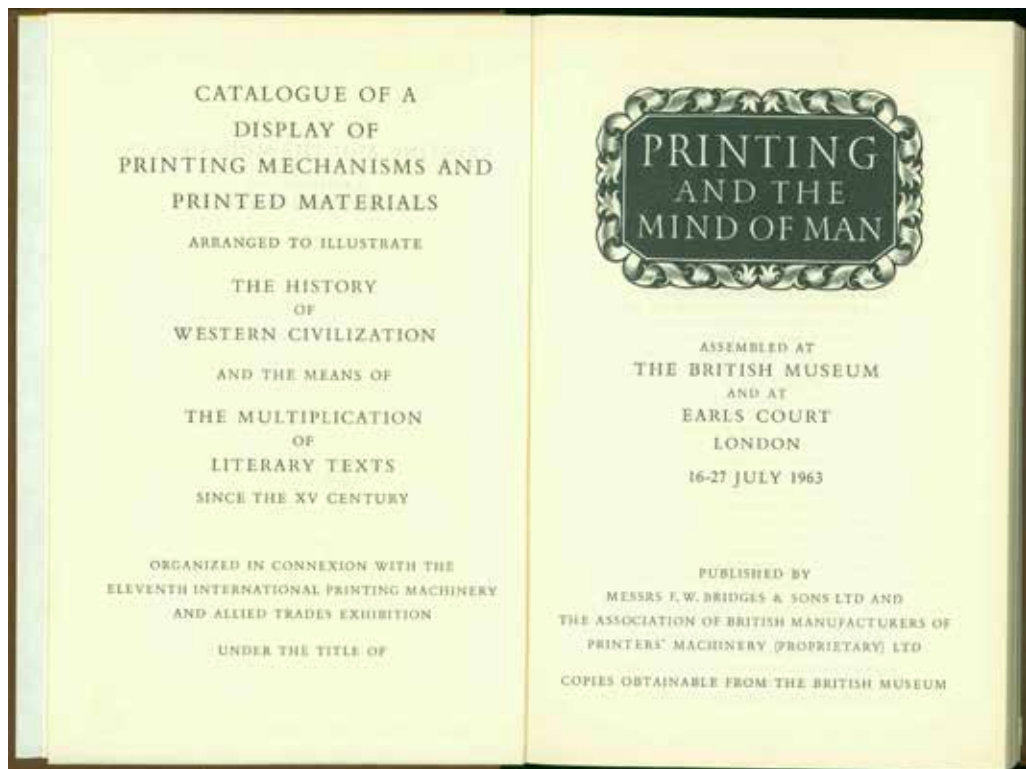 CATALOGUE OF A
DISPLAY OF
PRINTING MECHANISMS AND
PRINTED MATERIALS
ARRANGED TO ILLUSTRATE
THE HISTORY
OF
WESTERN CIVILIZATION
AND THE MEANS OF
THE MULTIPLICATION
OF
LITERARY TEXTS
SINCE THE XV CENTURY
ORGANIZED IN CONNEXION WITH THE
ELEVENTH INTERNATIONAL PRINTING MACHINERY
AND ALLIED TRADES EXHIBITION
UNDER THE TITLE OF
PRINTING
AND THE
MIND OF MAN
ASSEMBLED AT
THE BRITISH MUSEUM
AND AT
EARLS COURT
LONDON
16-27 JULY 1963
PUBLISHED BY
MESSRS F. W. BRIDGES & SONS LTD AND
THE ASSOCIATION OF BRITISH MANUFACTURERS OF
PRINTERS' MACHINERY (PROPRIETARY) LTD
COPIES OBTAINABLE FROM THE BRITISH MUSEUM